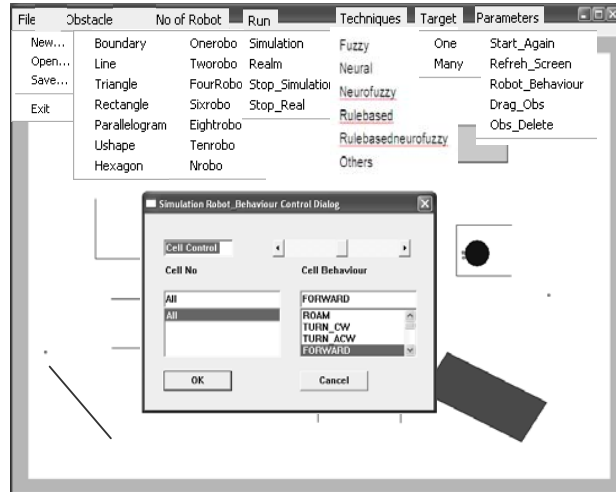 File Obstacle No of Robot Run Techniques Target Parameters
New...
Open...
Save...
Exit
Boundary
Line
Triangle
Rectangle
Parallelogram
Ushape
Hexagon
Onerobo
Tworobo
FourRobo
Sixrobo
Eightrobo
Tenrobo
Nrobo
Simulation
Realm
Stop_Simulation
Stop_Real
Fuzzy
Neural
Neurofuzzy
Rulebased
Rulebasedneurofuzzy
Others
One
Many
Start_Again
Refreh_Screen
Robot_Behaviour
Drag_Obs
Obs_Delete
Simulation Robot_Behaviour Control Dialog
Cell Control
Cell No Cell Behaviour
All FORWARD
All
ROAM
TURN_CW
TURN_ACW
FORWARD
OK Cancel